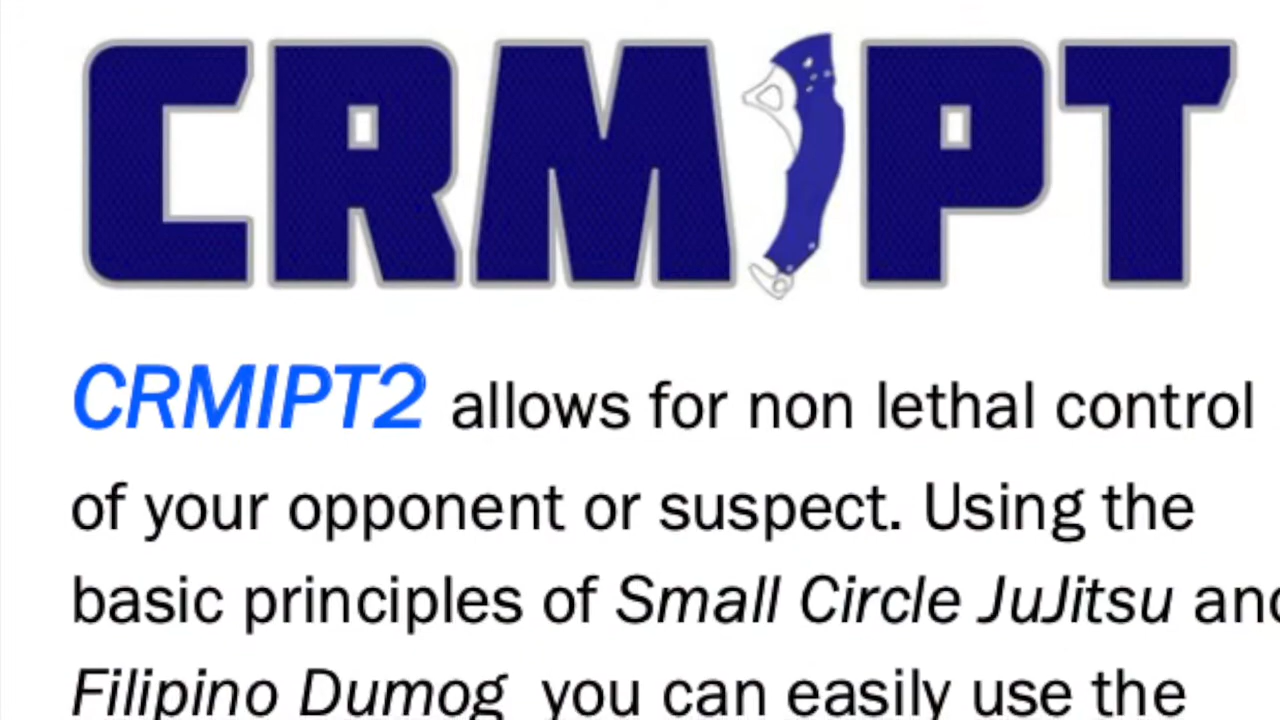 CRMIPT
CRMIPT2 allows for non lethal control
of your opponent or suspect. Using the
basic principles of Small Circle JuJitsu and
Filipino Dumog you can easily use the